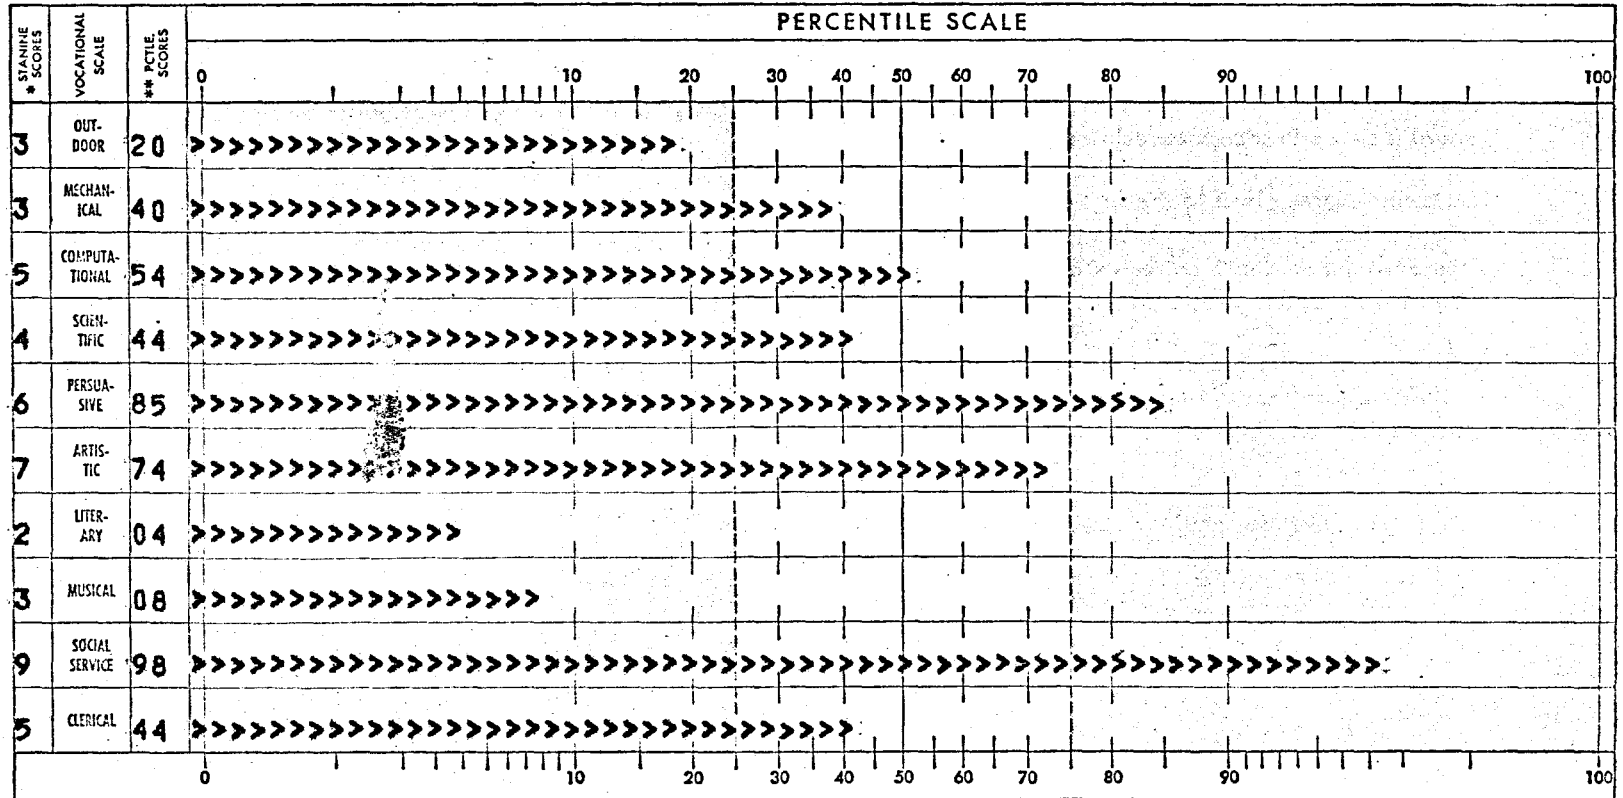 PERCENTILE SCALE
* STANINE SCORES
VOCATIONAL SCALE
** PCTLE. SCORES
0 10 20 30 40 50 60 70 80 90 100
3 OUT-
DOOR 20 >>>>>>>>>>>>>>>>>>>>>>>>
3 MECHAN-
ICAL 40 >>>>>>>>>>>>>>>>>>>>>>>>>>>>>>>>
5 COMPUTA-
TIONAL 54 >>>>>>>>>>>>>>>>>>>>>>>>>>>>>>>>>>>>
4 SCIEN-
TIFIC 44 >>>>>>>>>>>>>>>>>>>>>>>>>>>>>>>>>
6 PERSUA-
SIVE 85 >>>>>>>>>>>>>>>>>>>>>>>>>>>>>>>>>>>>>>>>>>>>>>>>>
7 ARTIS-
TIC 74 >>>>>>>>>>>>>>>>>>>>>>>>>>>>>>>>>>>>>>>>>>>
2 LITER-
ARY 04 >>>>>>>>>>>>>>
3 MUSICAL 08 >>>>>>>>>>>>>>>>>>
9 SOCIAL
SERVICE 98 >>>>>>>>>>>>>>>>>>>>>>>>>>>>>>>>>>>>>>>>>>>>>>>>>>>>>>>>>>>>
5 CLERICAL 44 >>>>>>>>>>>>>>>>>>>>>>>>>>>>>>>>>
0 10 20 30 40 50 60 70 80 90 100